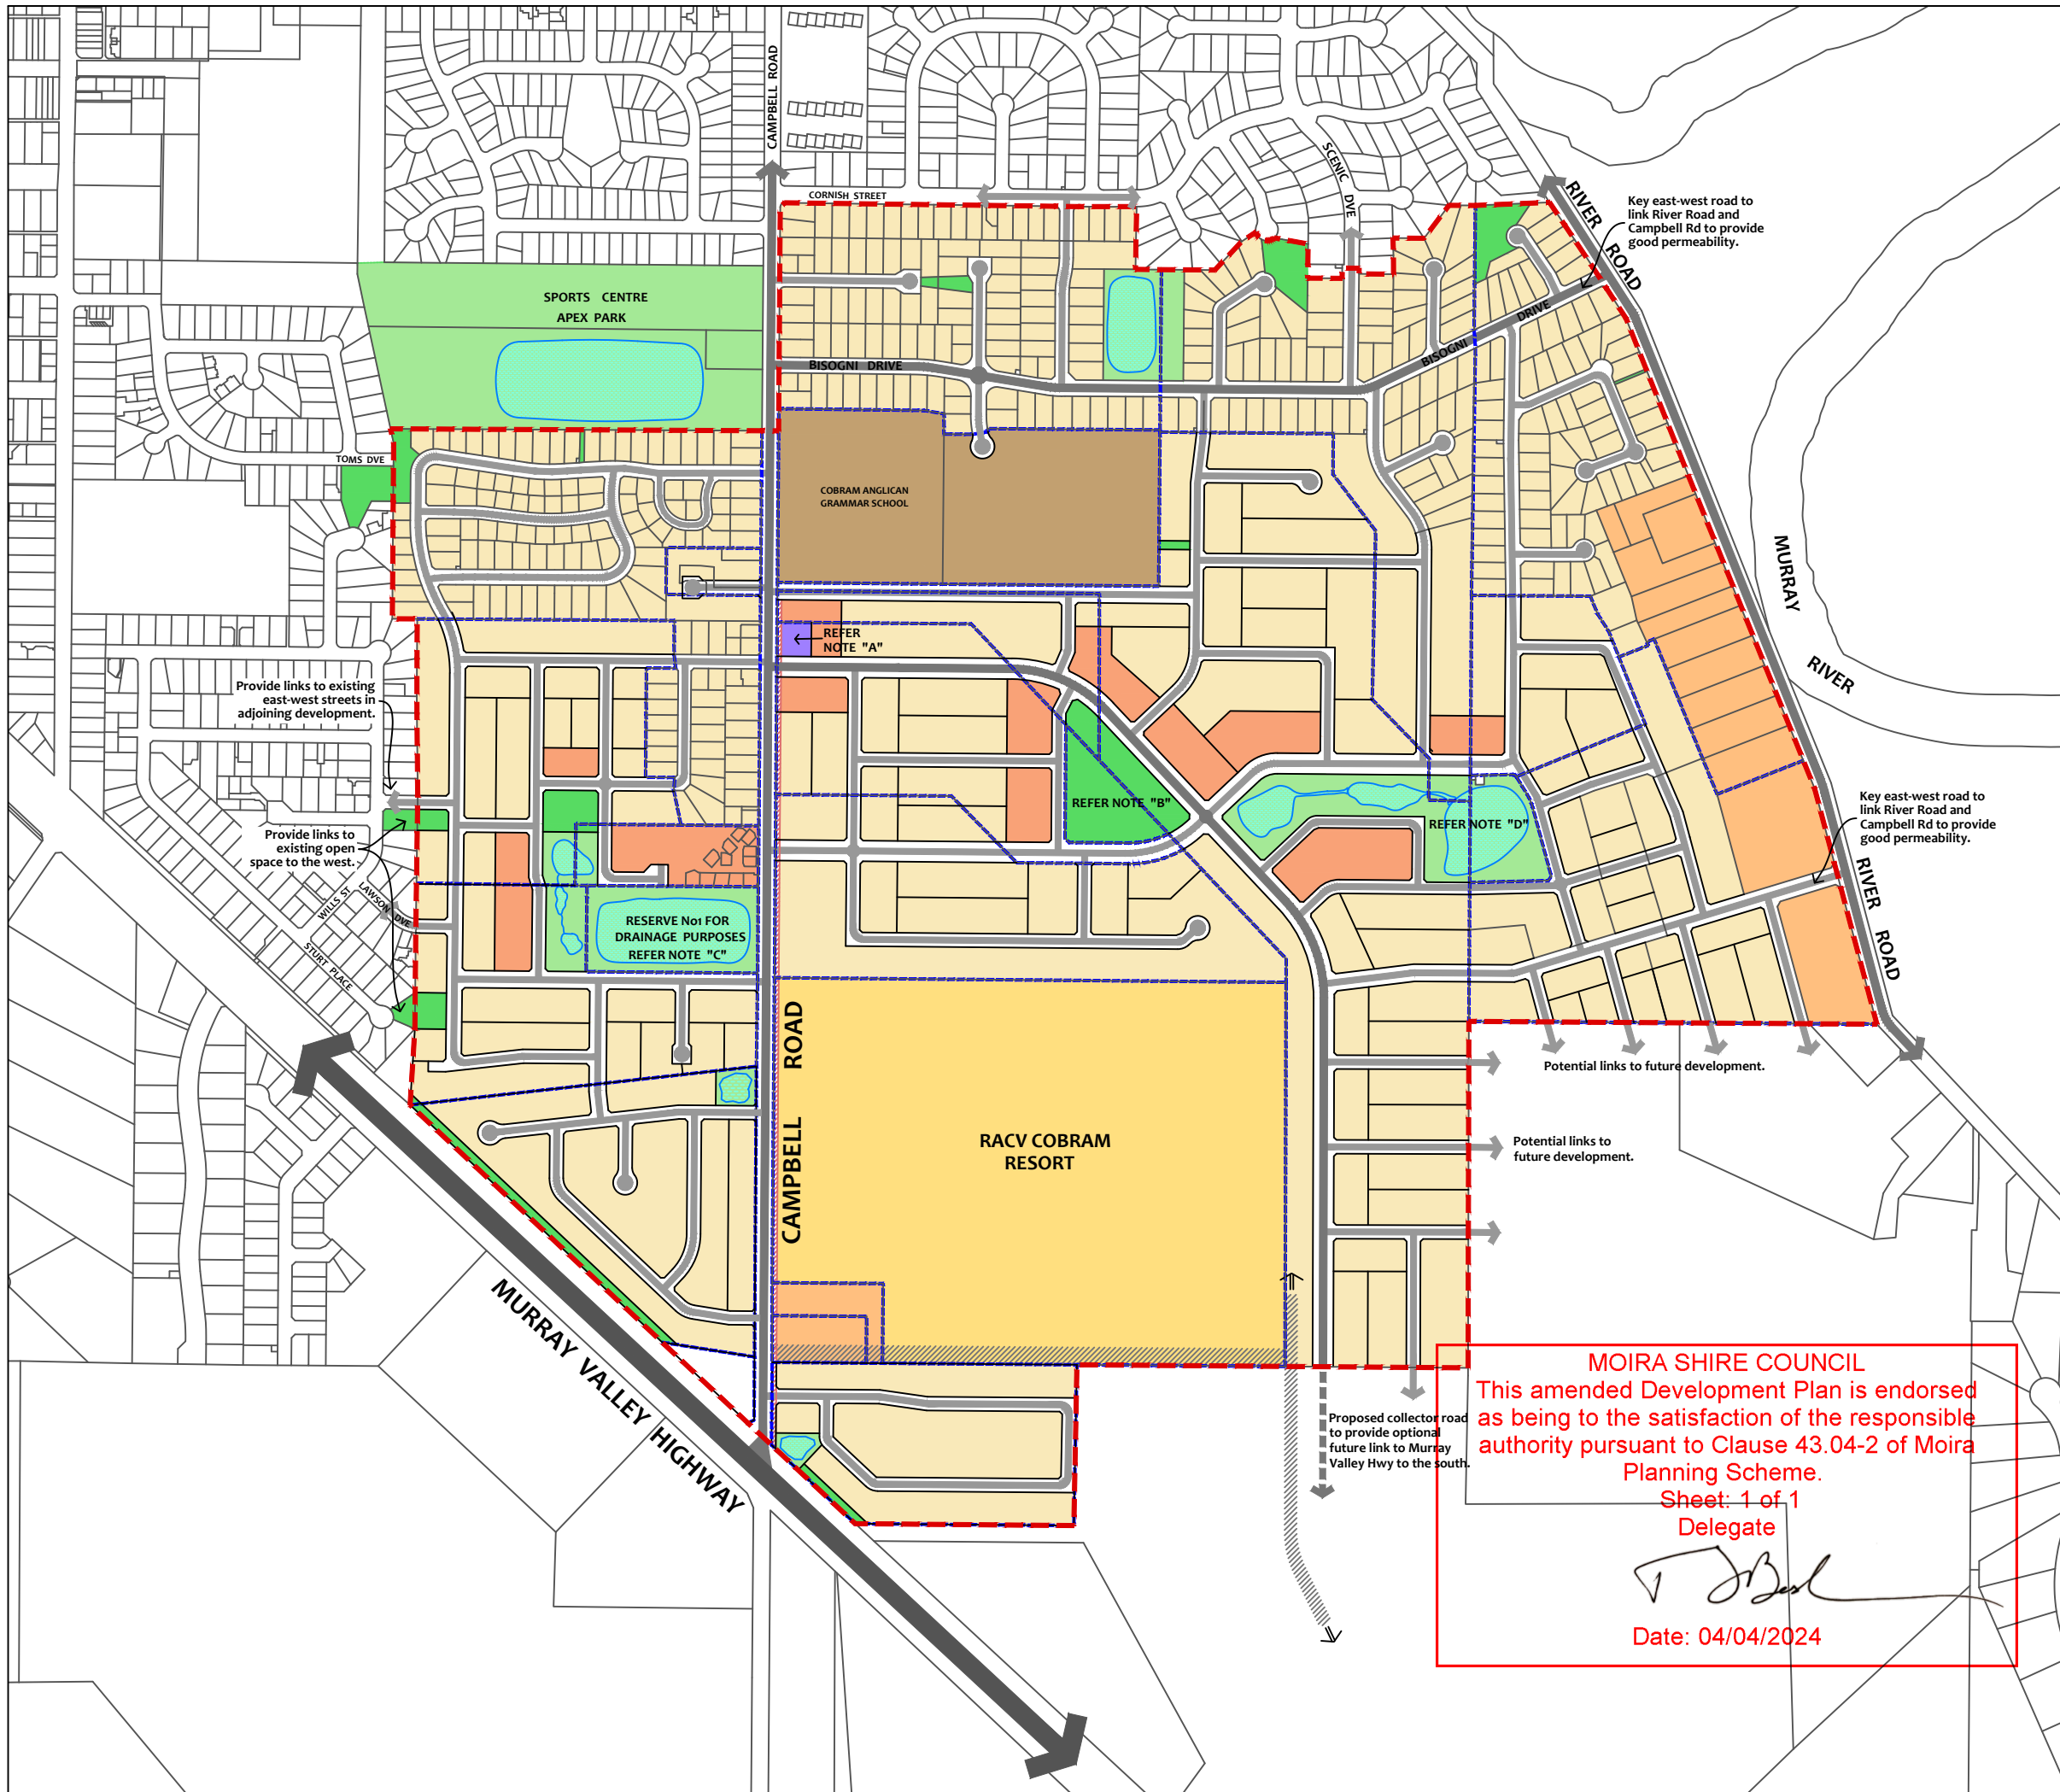 CAMPBELL ROAD
CORNISH STREET
SCENIC DVE
RIVER ROAD
Key east-west road to
link River Road and
Campbell Rd to provide
good permeability.
SPORTS CENTRE
APEX PARK
BISOGNI DRIVE
BISOGNI DRIVE
TOMS DVE
COBRAM ANGLICAN
GRAMMAR SCHOOL
MURRAY
RIVER
REFER
NOTE "A"
Provide links to existing
east-west streets in
adjoining development.
REFER NOTE "B"
REFER NOTE "D"
Key east-west road to
link River Road and
Campbell Rd to provide
good permeability.
Provide links to
existing open
space to the west.
WILLS ST
LAWSON DVE
STURT PLACE
RESERVE No1 FOR
DRAINAGE PURPOSES
REFER NOTE "C"
RIVER ROAD
CAMPBELL ROAD
Potential links to future development.
RACV COBRAM
RESORT
Potential links to
future development.
MURRAY VALLEY HIGHWAY
Proposed collector road
to provide optional
future link to Murray
Valley Hwy to the south.
MOIRA SHIRE COUNCIL
This amended Development Plan is endorsed
as being to the satisfaction of the responsible
authority pursuant to Clause 43.04-2 of Moira
Planning Scheme.
Sheet: 1 of 1
Delegate
Date: 04/04/2024